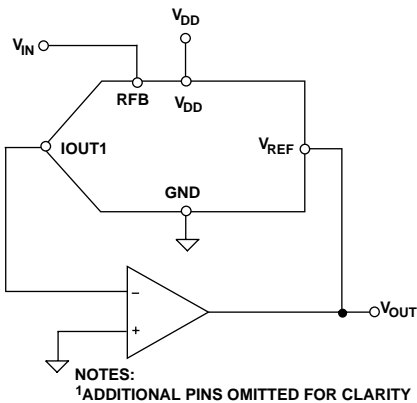 V_DD
V_IN
RFB
V_DD
IOUT1
V_REF
GND
–
+
V_OUT
NOTES:
¹ADDITIONAL PINS OMITTED FOR CLARITY